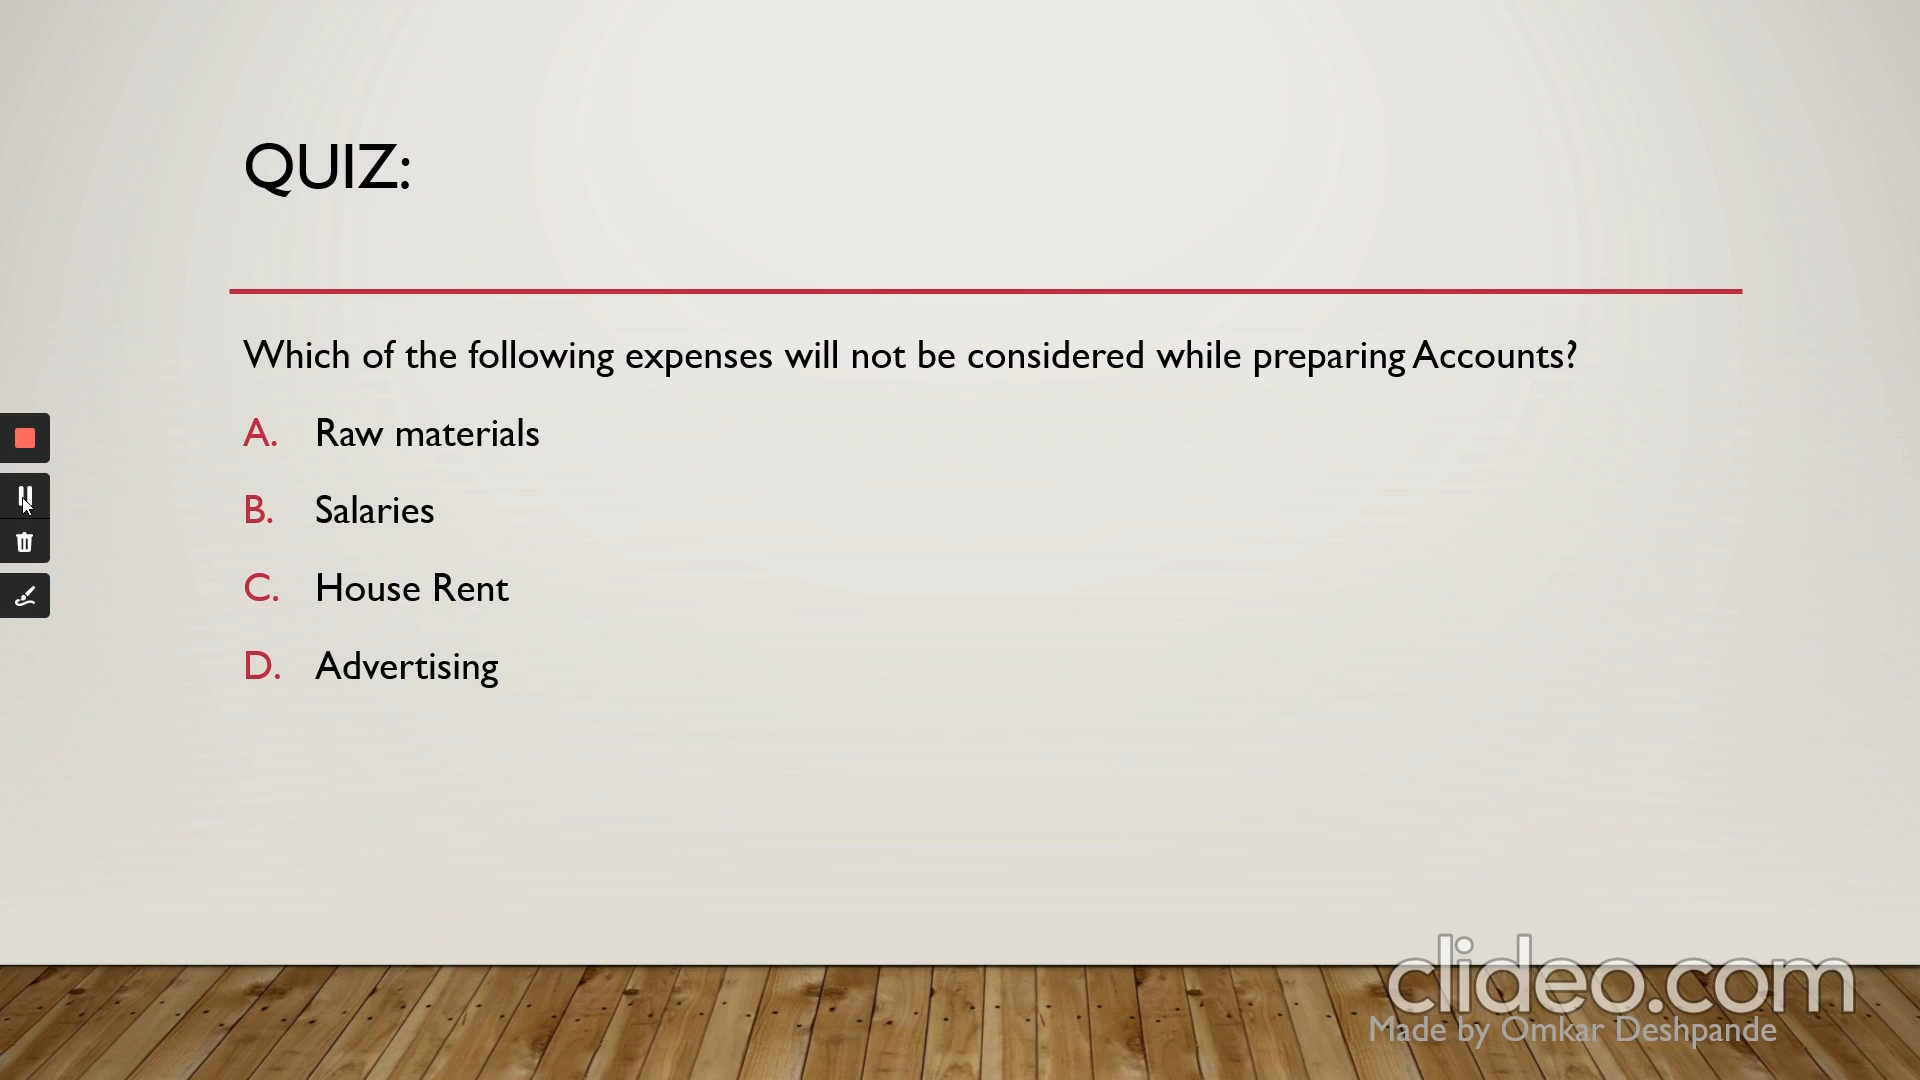 QUIZ:
Which of the following expenses will not be considered while preparing Accounts?
A. Raw materials
B. Salaries
C. House Rent
D. Advertising
clideo.com
Made by Omkar Deshpande